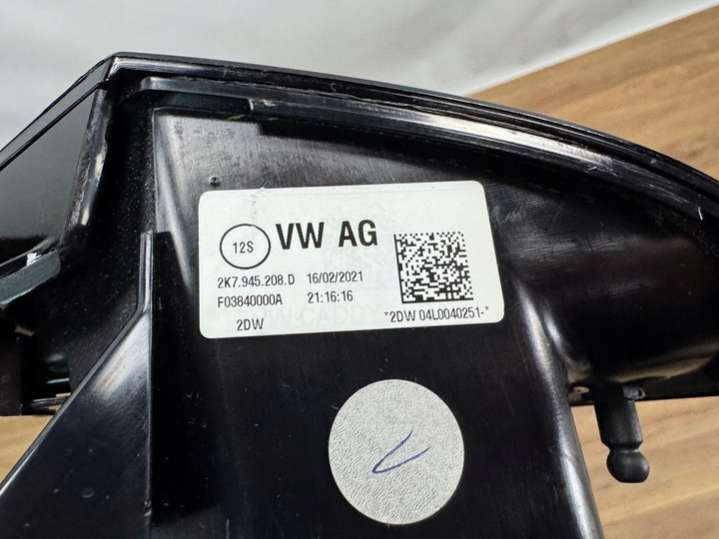 12S VW AG
2K7.945.208.D 16/02/2021
F03840000A 21:16:16
2DW *2DW 04L0040251-*